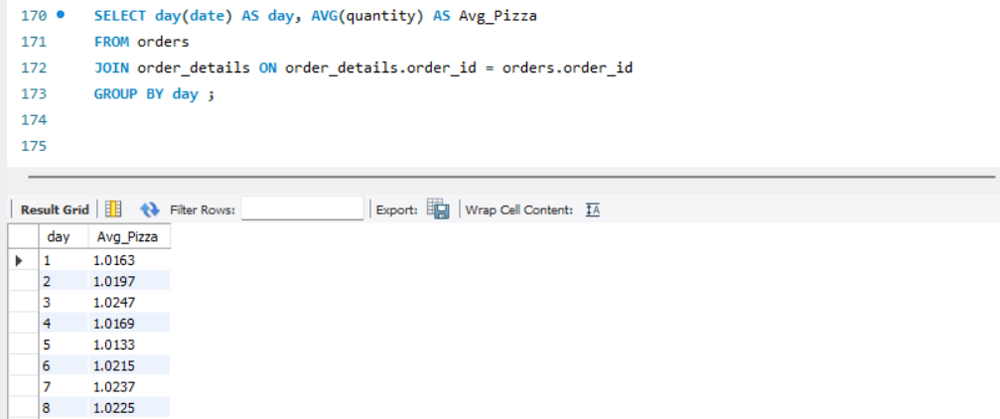 170 SELECT day(date) AS day, AVG(quantity) AS Avg_Pizza
171 FROM orders
172 JOIN order_details ON order_details.order_id = orders.order_id
173 GROUP BY day ;
174
175
Result Grid Filter Rows: Export: Wrap Cell Content: IA
day Avg_Pizza
1 1.0163
2 1.0197
3 1.0247
4 1.0169
5 1.0133
6 1.0215
7 1.0237
8 1.0225